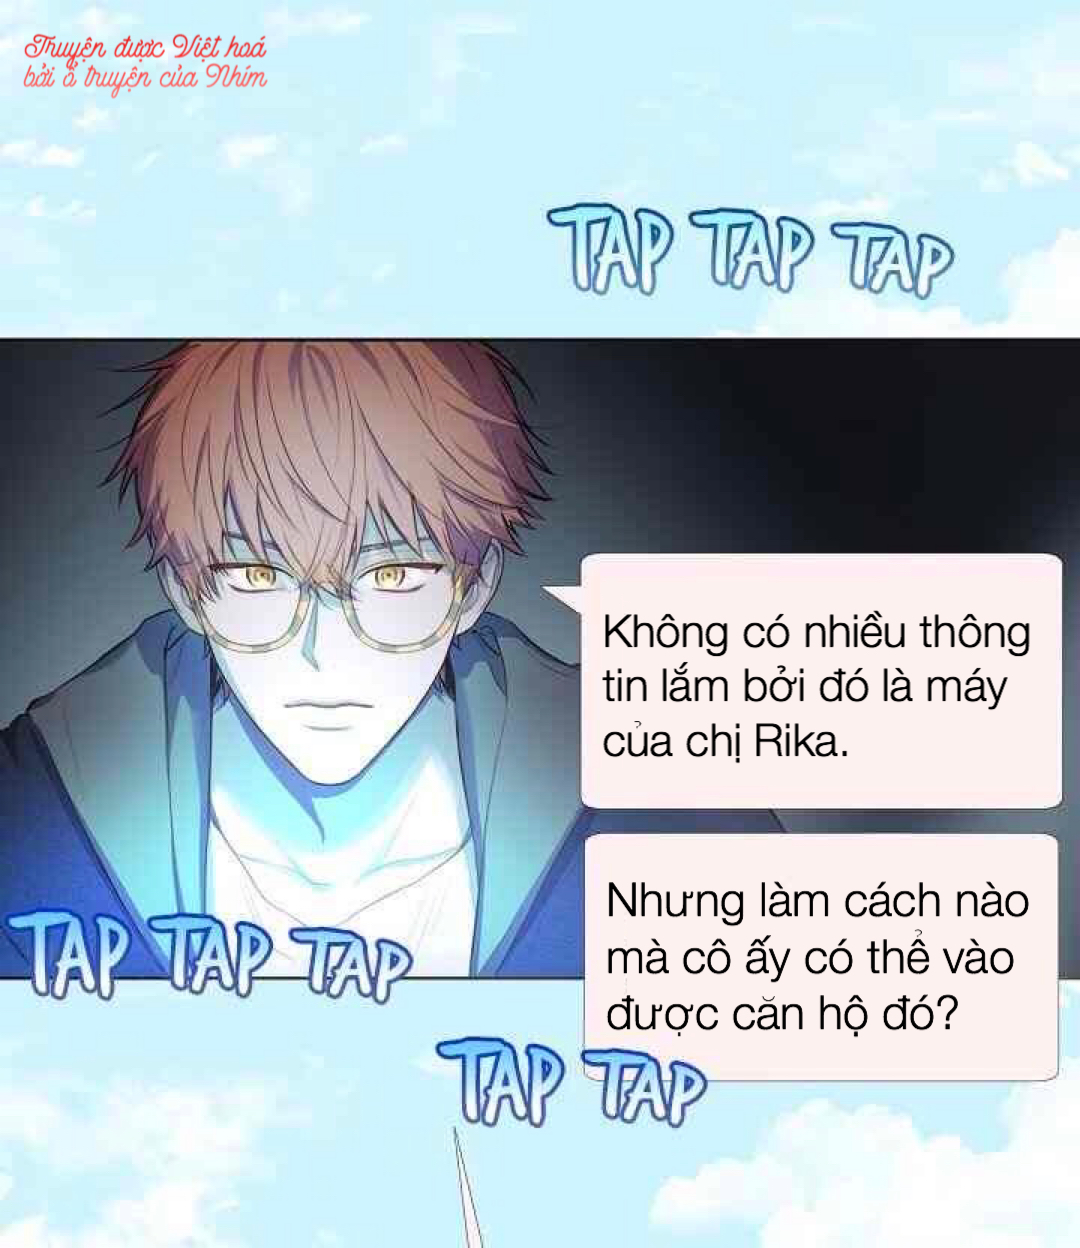 Truyện được Việt hoá
bởi ổ truyện của Nhím
TAP TAP TAP
Không có nhiều thông
tin lắm bởi đó là máy
của chị Rika.
Nhưng làm cách nào
mà cô ấy có thể vào
được căn hộ đó?
TAP TAP TAP
TAP TAP